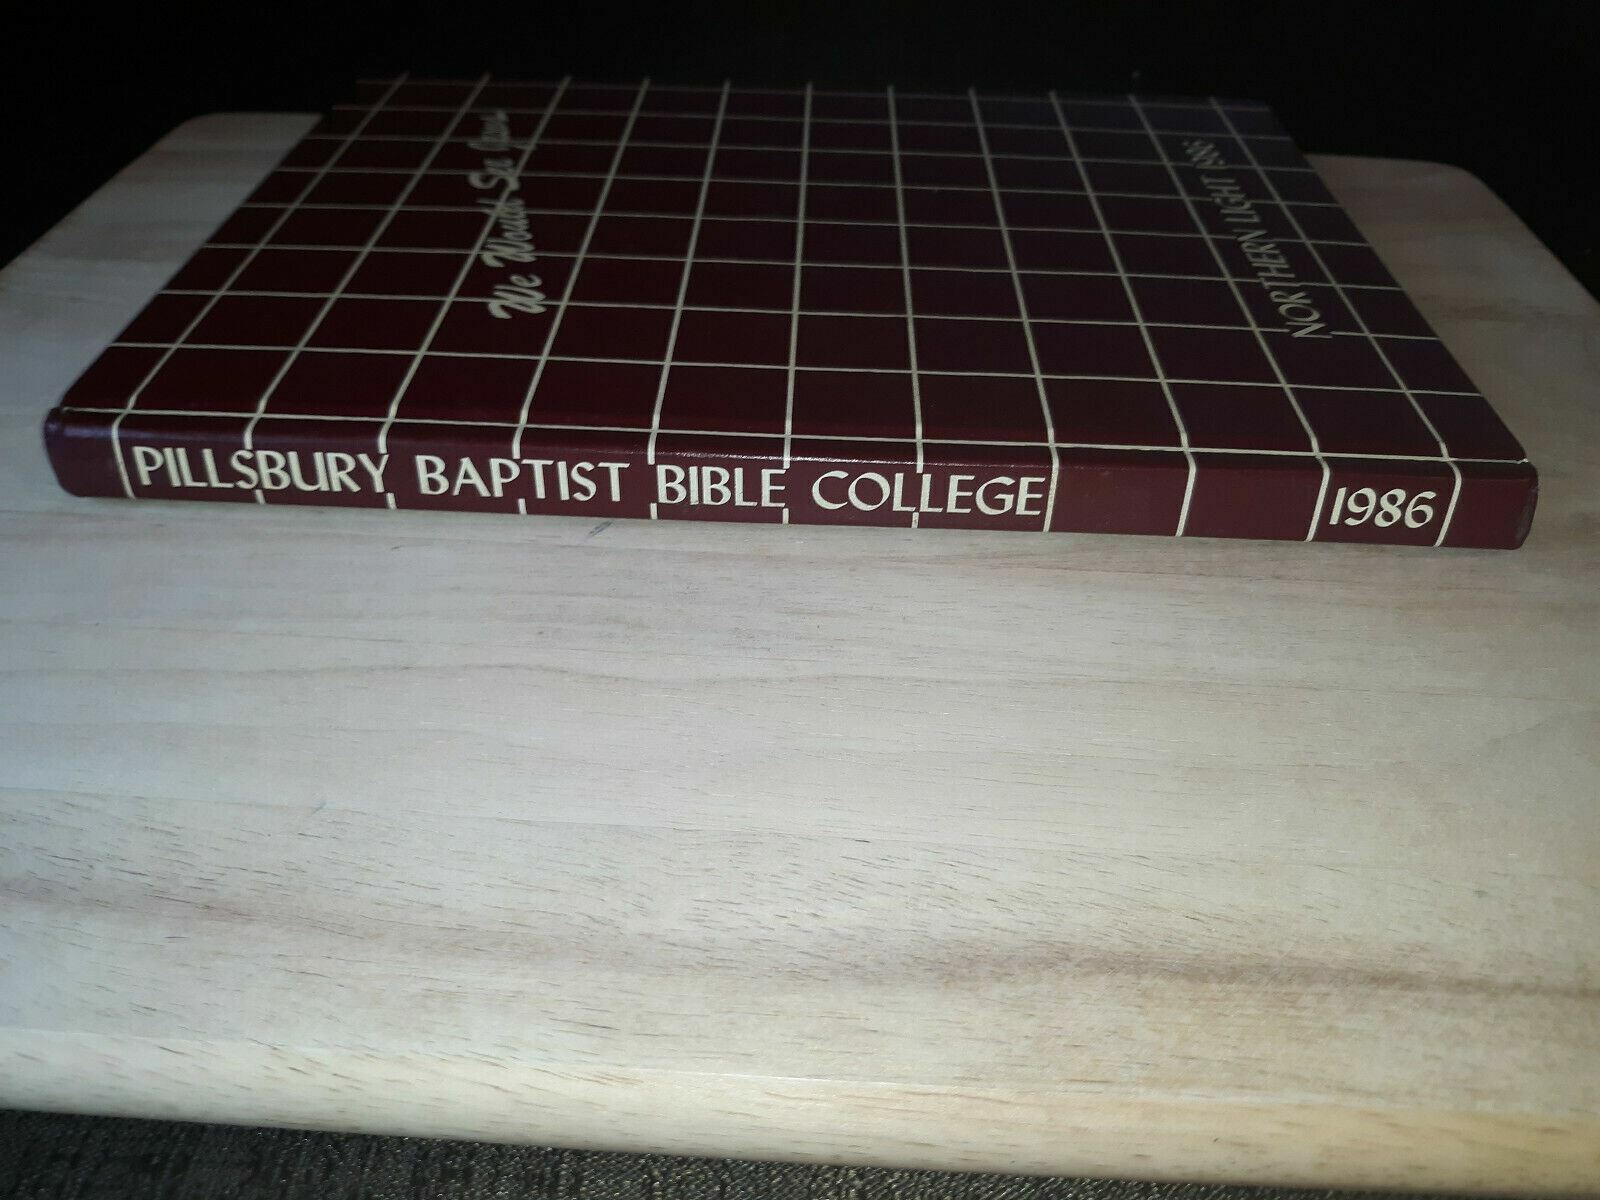 We Would See Jesus
NORTHERN LIGHT 1986
PILLSBURY BAPTIST BIBLE COLLEGE 1986